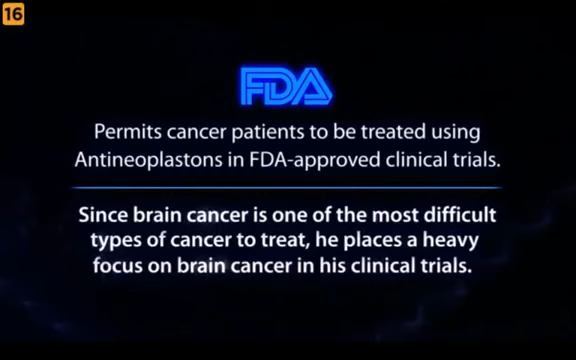 16
FDA
Permits cancer patients to be treated using
Antineoplastons in FDA-approved clinical trials.
Since brain cancer is one of the most difficult
types of cancer to treat, he places a heavy
focus on brain cancer in his clinical trials.